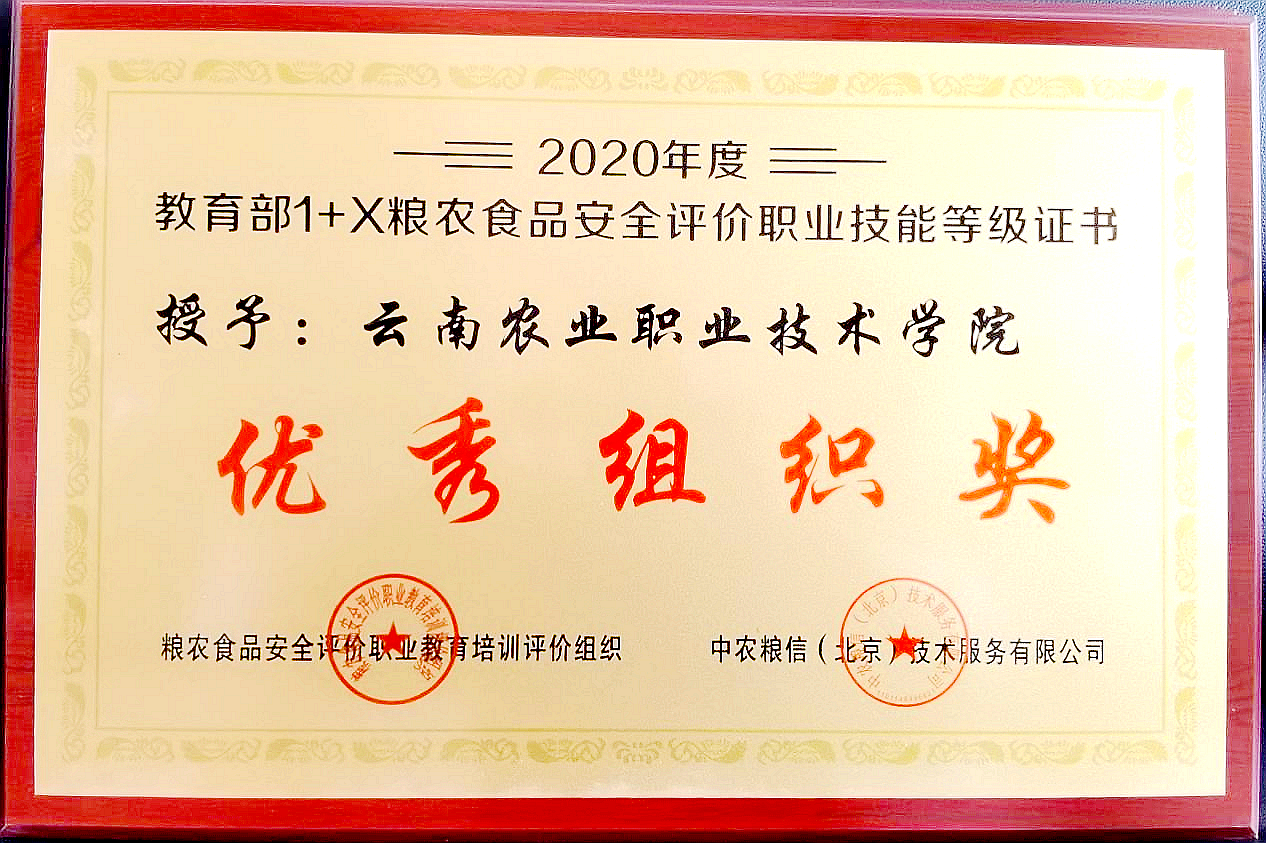 2020年度
教育部1+X粮农食品安全评价职业技能等级证书
授予：云南农业职业技术学院
优秀组织奖
粮农食品安全评价职业教育培训评价组织
中农粮信（北京）技术服务有限公司